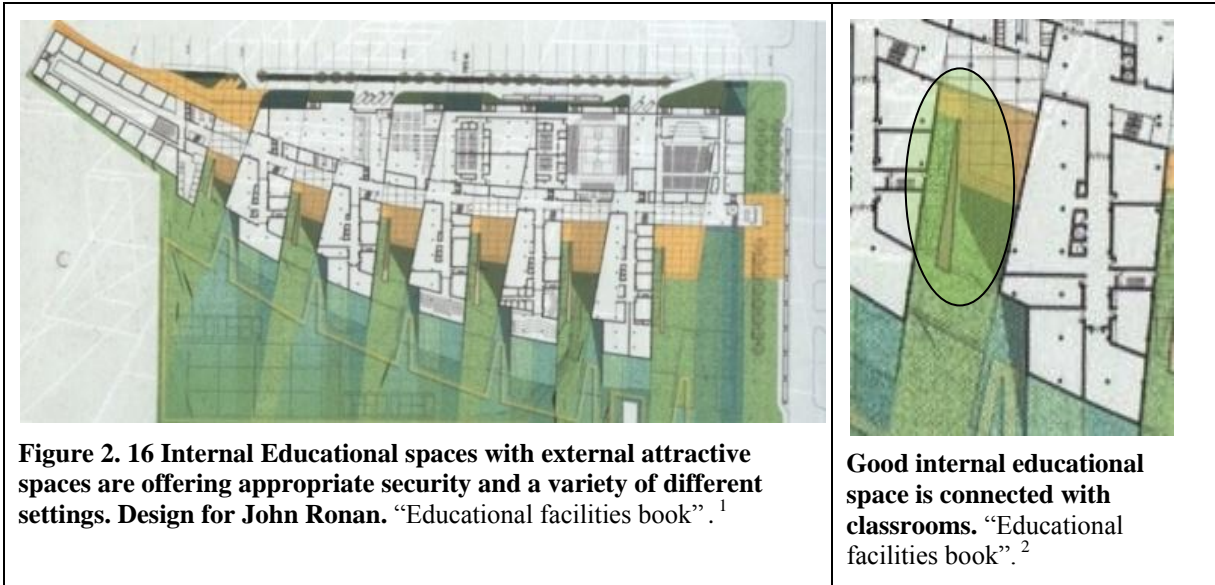 Figure 2. 16 Internal Educational spaces with external attractive
spaces are offering appropriate security and a variety of different
settings. Design for John Ronan. “Educational facilities book” . 1
Good internal educational
space is connected with
classrooms. “Educational
facilities book”. 2